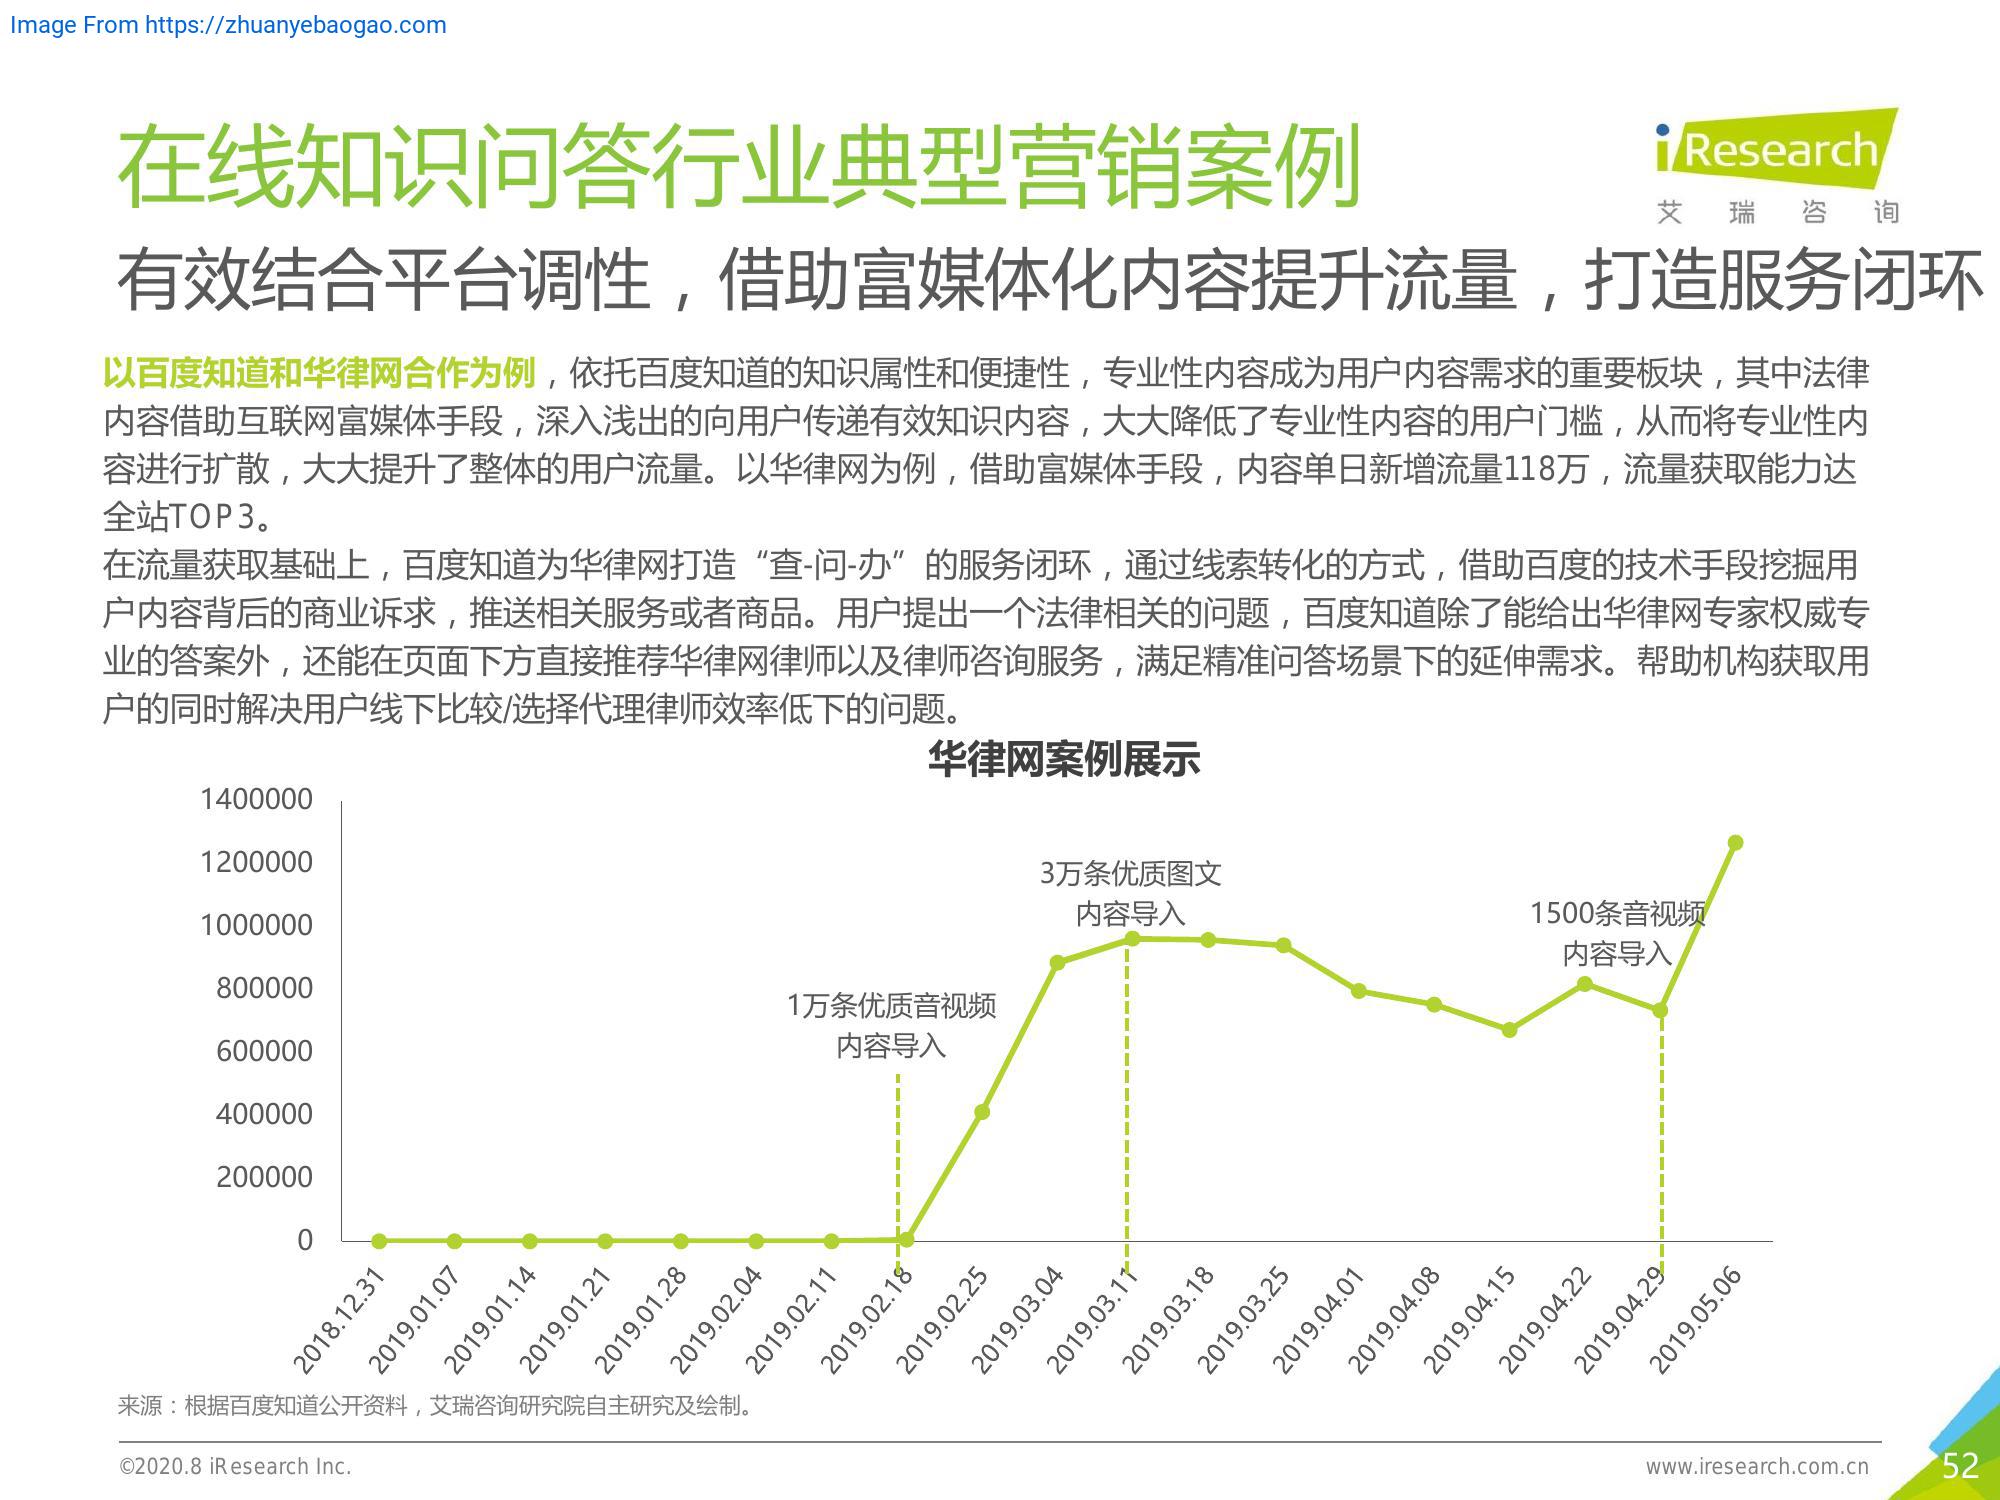 Image From https://zhuanyebaogao.com
在线知识问答行业典型营销案例
iResearch
艾瑞咨询
有效结合平台调性，借助富媒体化内容提升流量，打造服务闭环
以百度知道和华律网合作为例，依托百度知道的知识属性和便捷性，专业性内容成为用户内容需求的重要板块，其中法律
内容借助互联网富媒体手段，深入浅出的向用户传递有效知识内容，大大降低了专业性内容的用户门槛，从而将专业性内
容进行扩散，大大提升了整体的用户流量。以华律网为例，借助富媒体手段，内容单日新增流量118万，流量获取能力达
全站TOP3。
在流量获取基础上，百度知道为华律网打造“查-问-办”的服务闭环，通过线索转化的方式，借助百度的技术手段挖掘用
户内容背后的商业诉求，推送相关服务或者商品。用户提出一个法律相关的问题，百度知道除了能给出华律网专家权威专
业的答案外，还能在页面下方直接推荐华律网律师以及律师咨询服务，满足精准问答场景下的延伸需求。帮助机构获取用
户的同时解决用户线下比较/选择代理律师效率低下的问题。
华律网案例展示
1400000
1200000
1000000
800000
600000
400000
200000
0
1万条优质音视频
内容导入
3万条优质图文
内容导入
1500条音视频
内容导入
2018.12.31
2019.01.07
2019.01.14
2019.01.21
2019.01.28
2019.02.04
2019.02.11
2019.02.18
2019.02.25
2019.03.04
2019.03.11
2019.03.18
2019.03.25
2019.04.01
2019.04.08
2019.04.15
2019.04.22
2019.04.29
2019.05.06
来源：根据百度知道公开资料，艾瑞咨询研究院自主研究及绘制。
©2020.8 iResearch Inc.
www.iresearch.com.cn
52